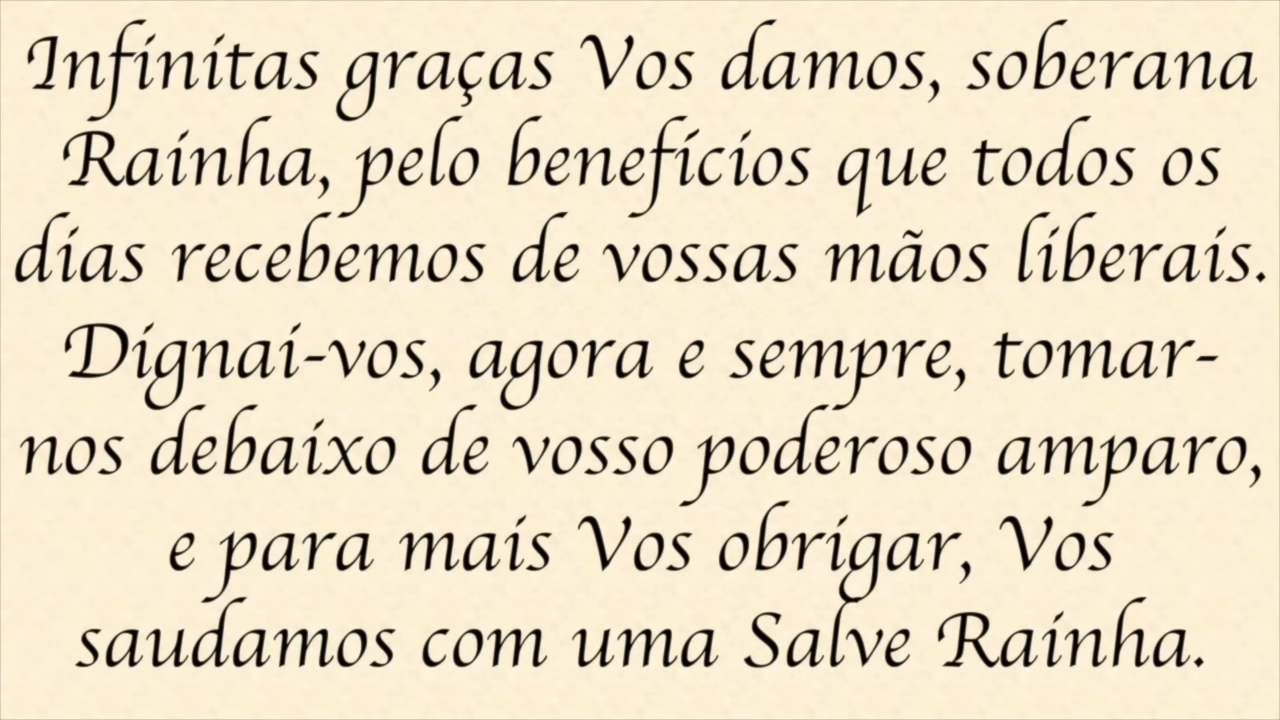 Infinitas graças Vos damos, soberana
Rainha, pelo benefícios que todos os
dias recebemos de vossas mãos liberais.
Dignai-vos, agora e sempre, tomar-
nos debaixo de vosso poderoso amparo,
e para mais Vos obrigar, Vos
saudamos com uma Salve Rainha.